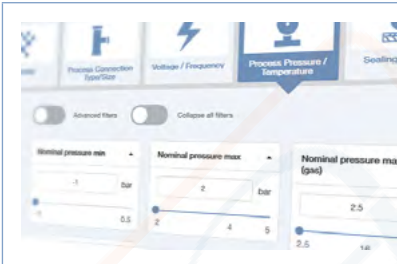 Process Connection
Type/Size
Voltage / Frequency
Process Pressure /
Temperature
Sealing
Advanced filters
Collapse all filters
Nominal pressure min
Nominal pressure max
Nominal pressure ma
(gas)
-1
bar
2
bar
2.5
-1
0.5
2
4
5
2.5
16